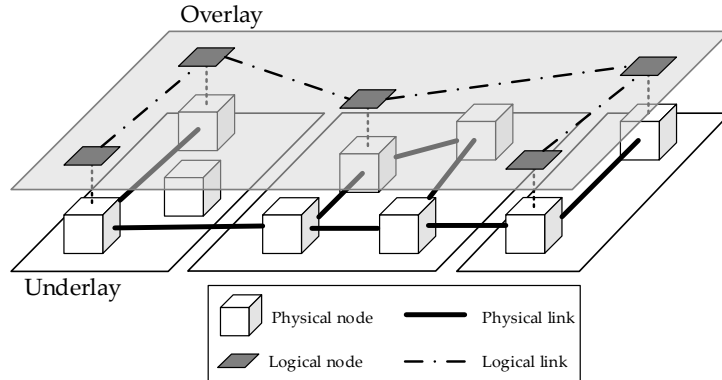 Overlay
Underlay
Physical node
Physical link
Logical node
Logical link